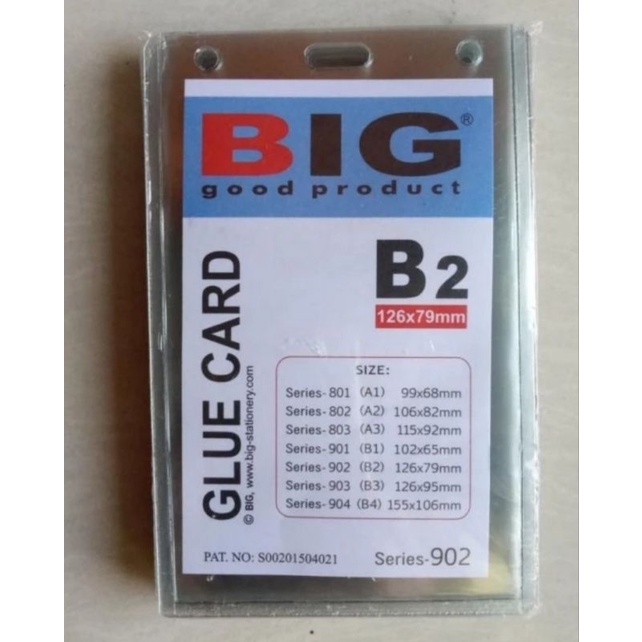 BIG®
good product
B2
126x79mm
GLUE CARD
© BIG, www.big-stationery.com
SIZE:
Series-801 (A1) 99x68mm
Series-802 (A2) 106x82mm
Series-803 (A3) 115x92mm
Series-901 (B1) 102x65mm
Series-902 (B2) 126x79mm
Series-903 (B3) 126x95mm
Series-904 (B4) 155x106mm
PAT. NO: S00201504021
Series-902